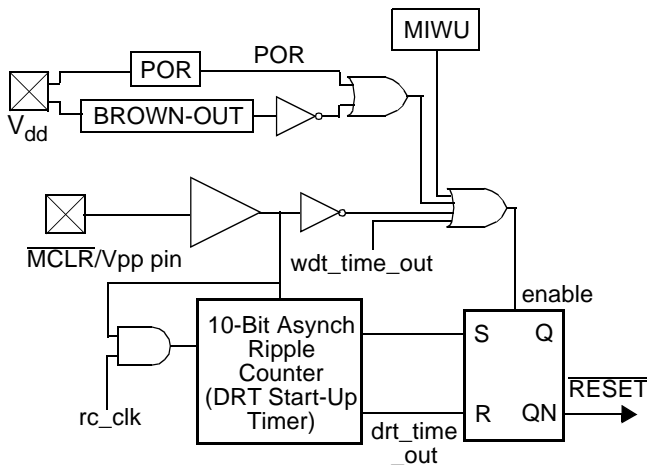 MIWU
POR
POR
BROWN-OUT
Vdd
MCLR/Vpp pin
wdt_time_out
enable
10-Bit Asynch
Ripple
Counter
(DRT Start-Up
Timer)
S Q
RESET
R QN
rc_clk
drt_time
_out